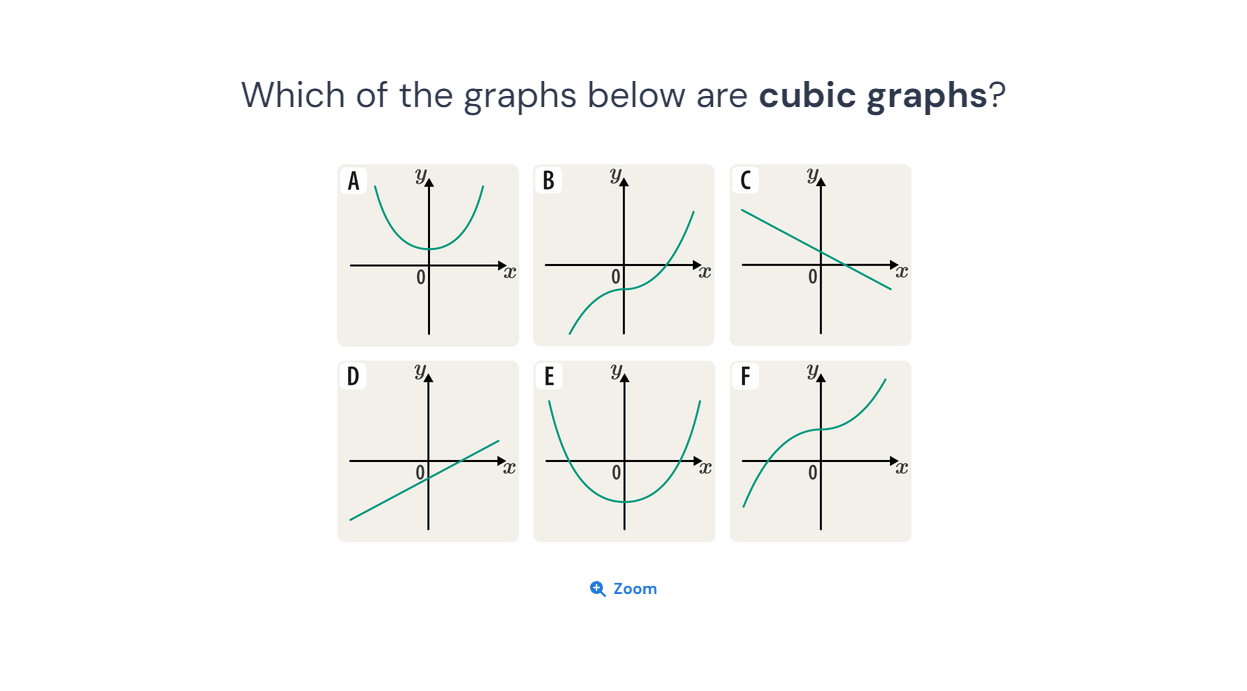 Which of the graphs below are cubic graphs?
A y 0 x
B y 0 x
C y 0 x
D y 0 x
E y 0 x
F y 0 x
Zoom